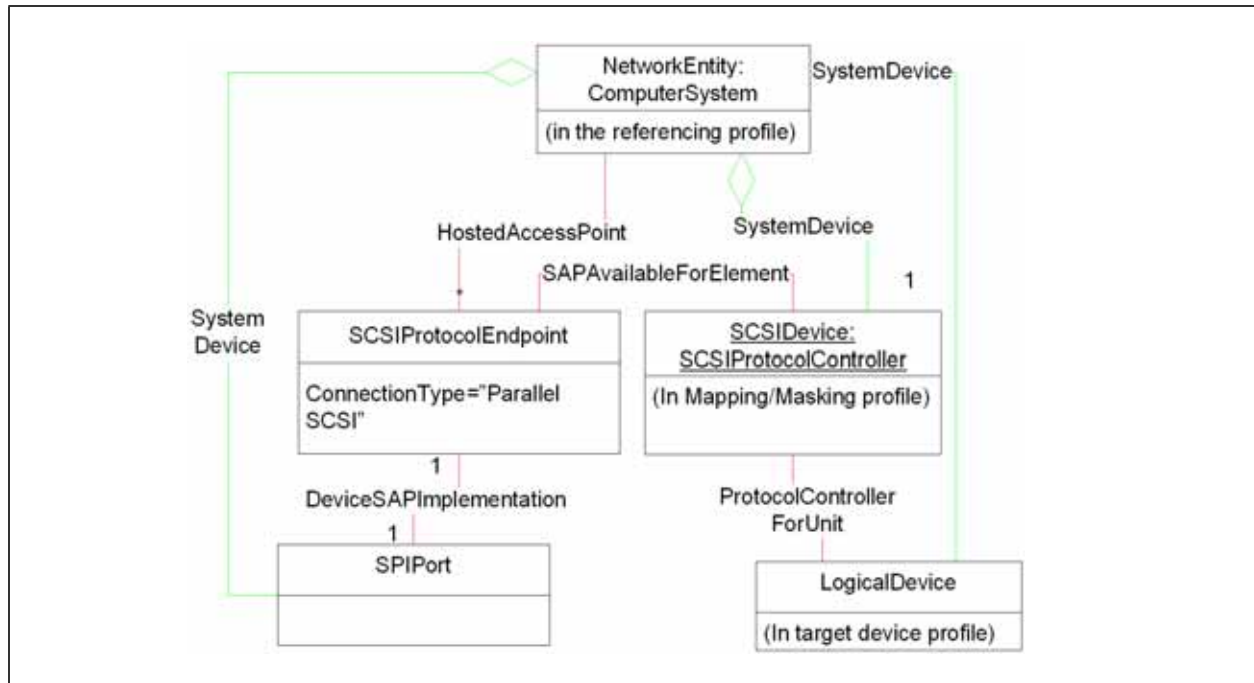 NetworkEntity:
ComputerSystem
(in the referencing profile)
SystemDevice
HostedAccessPoint
SystemDevice
*
SAPAvailableForElement
1
System
Device
SCSIProtocolEndpoint
ConnectionType="Parallel
SCSI"
SCSIDevice:
SCSIProtocolController
(In Mapping/Masking profile)
1
DeviceSAPImplementation
1
ProtocolController
ForUnit
SPIPort
LogicalDevice
(In target device profile)